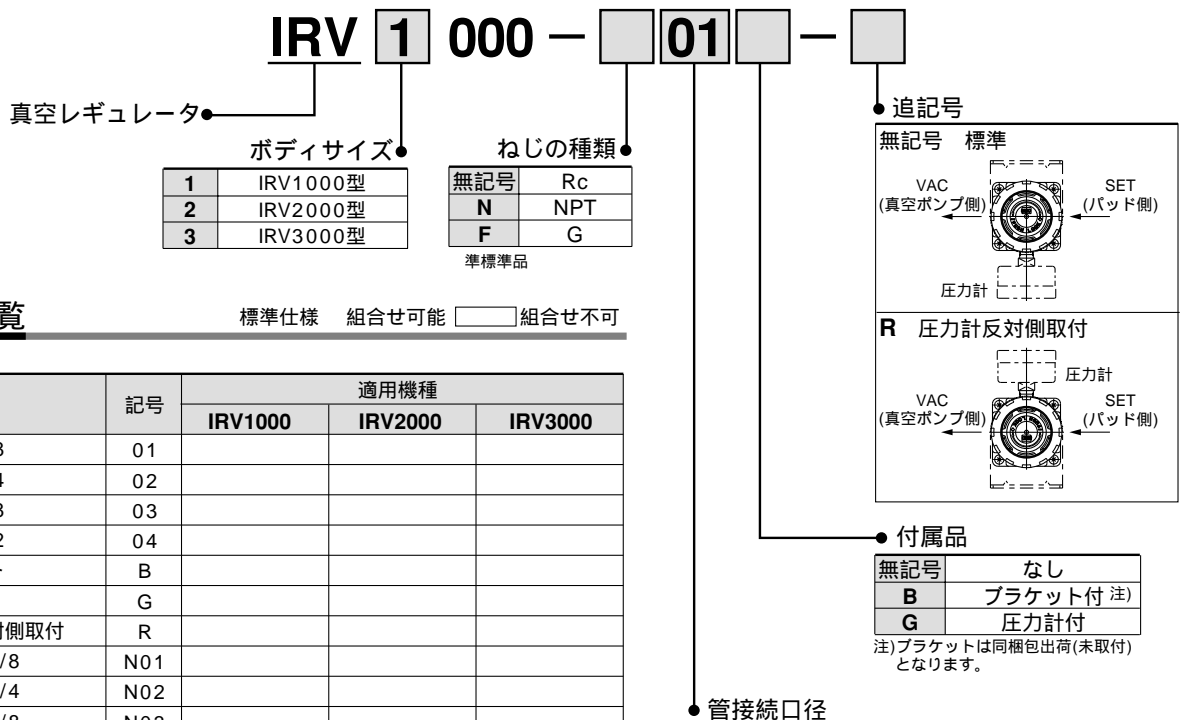 IRV 1 000 － 01 －
真空レギュレータ
ボディサイズ
1 IRV1000型
2 IRV2000型
3 IRV3000型
ねじの種類
無記号 Rc
N NPT
F G
準標準品
追記号
無記号 標準
VAC
(真空ポンプ側)
SET
(パッド側)
圧力計
R 圧力計反対側取付
圧力計
VAC
(真空ポンプ側)
SET
(パッド側)
覧
標準仕様 組合せ可能 組合せ不可
記号 適用機種
IRV1000 IRV2000 IRV3000
01
02
03
04
B
G
側取付 R
/8 N01
/4 N02
付属品
無記号 なし
B ブラケット付 注)
G 圧力計付
注)ブラケットは同梱包出荷(未取付)
となります。
管接続口径